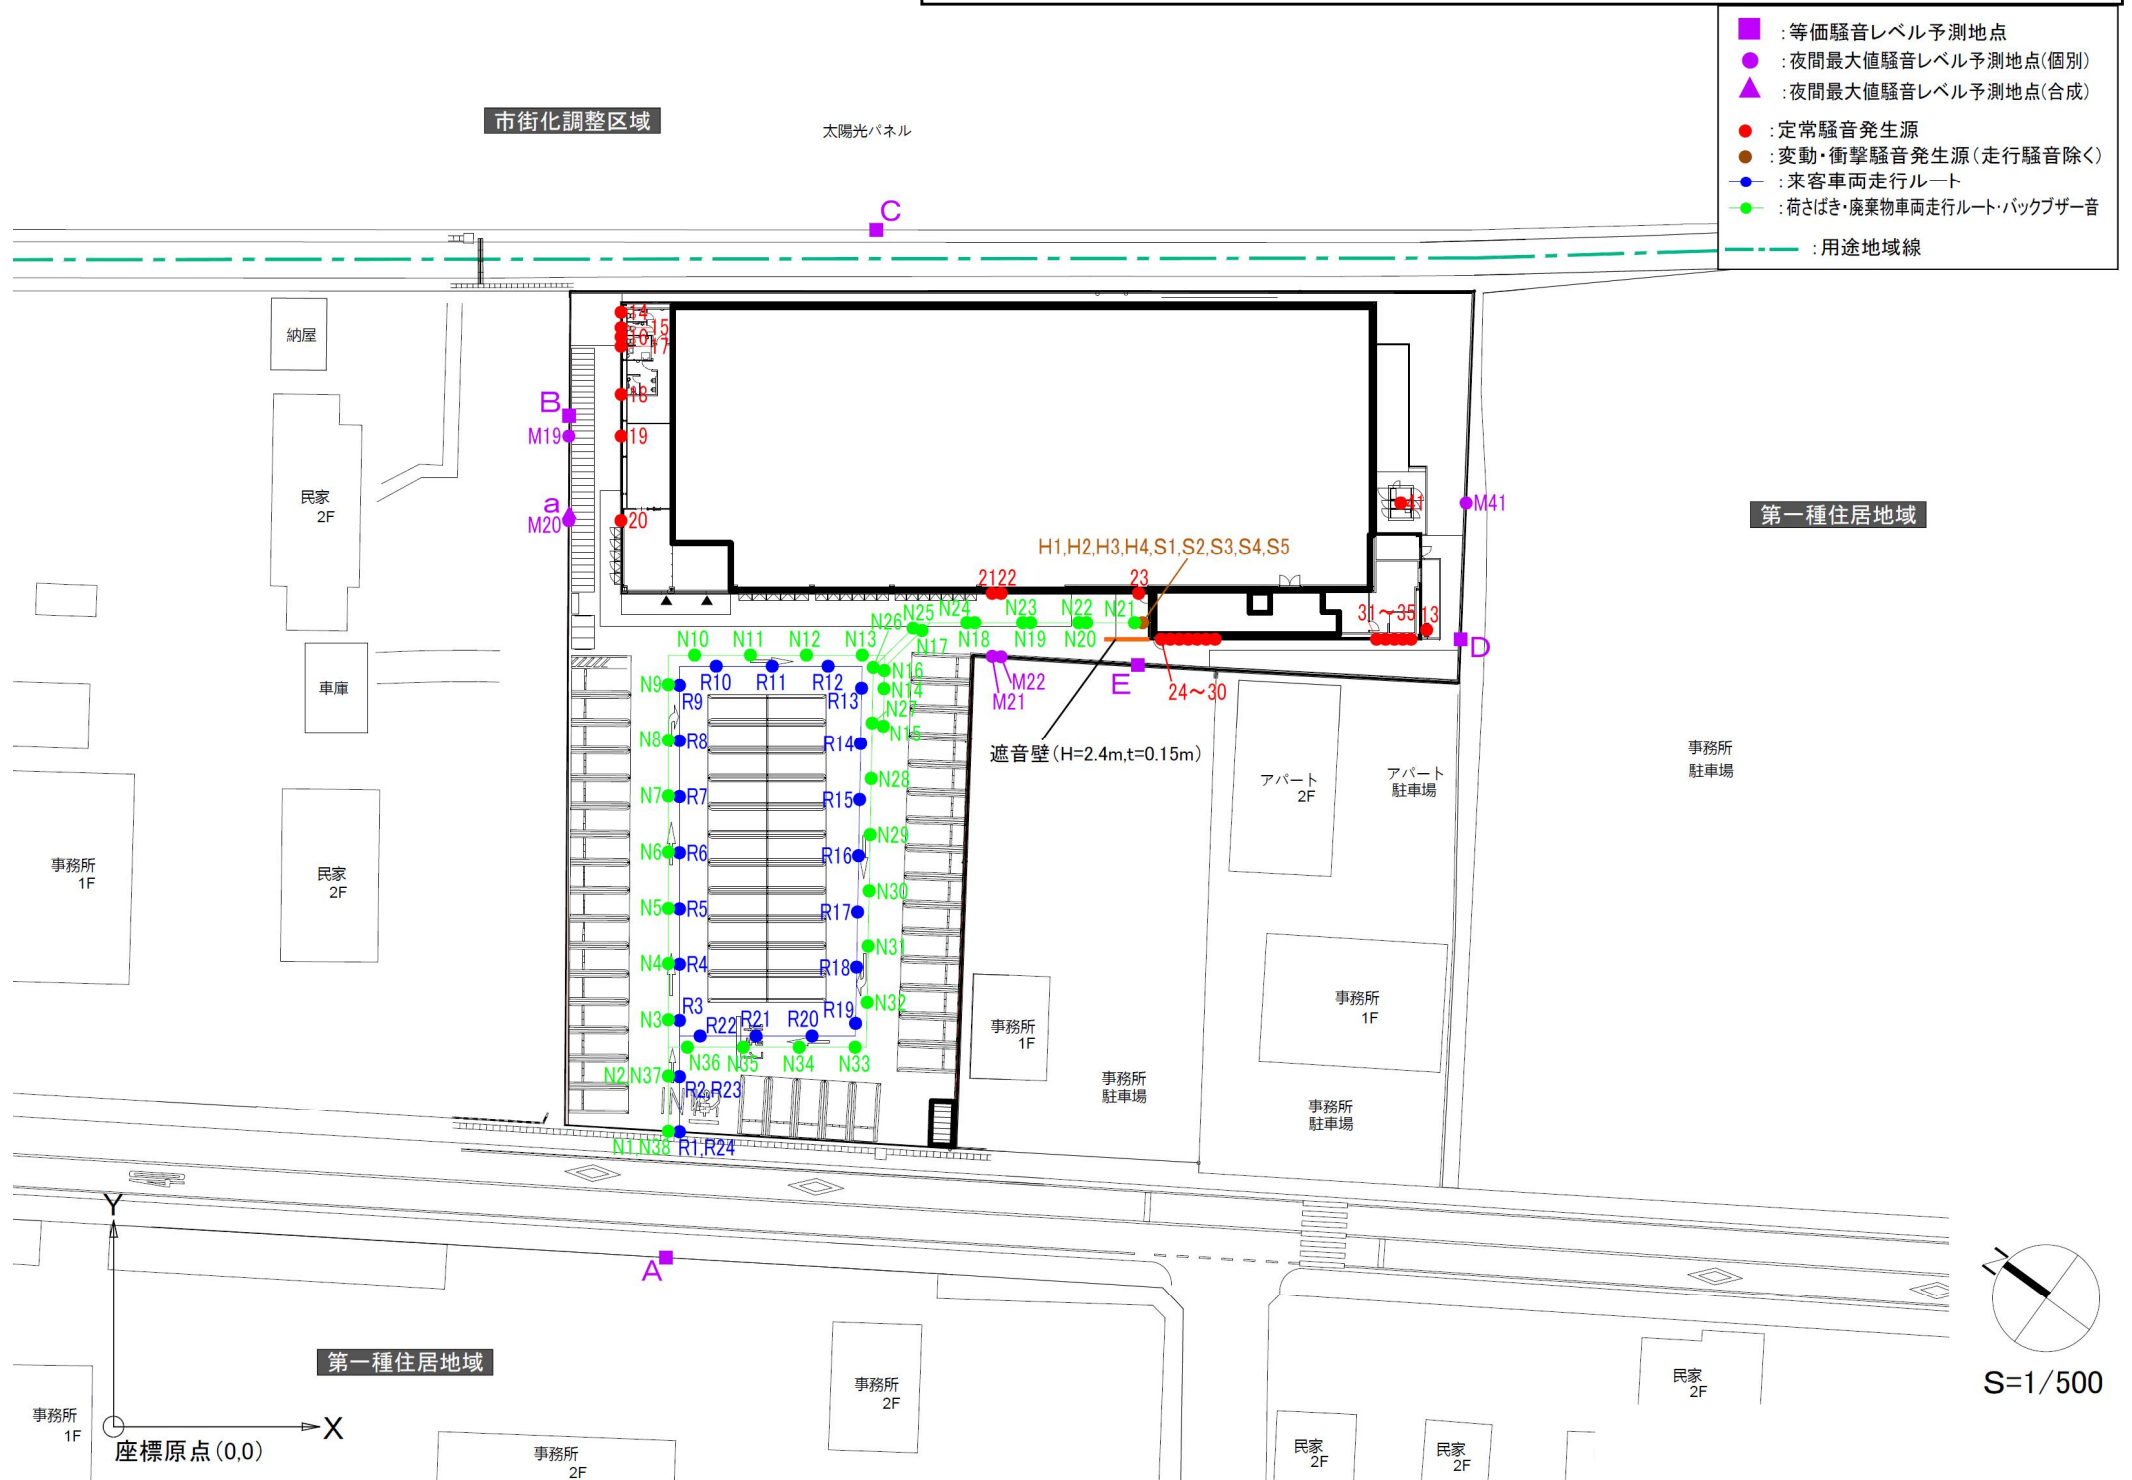 :等価騒音レベル予測地点
:夜間最大値騒音レベル予測地点(個別)
:夜間最大値騒音レベル予測地点(合成)
:定常騒音発生源
:変動・衝撃騒音発生源(走行騒音除く)
:来客車両走行ルート
:荷さばき・廃棄物車両走行ルート・バックブザー音
:用途地域線
市街化調整区域
太陽光パネル
C
納屋
14
15
16
17
18
B
M19
19
民家
2F
a
M20
20
41
M41
第一種住居地域
H1,H2,H3,H4,S1,S2,S3,S4,S5
2122
23
N26
N25
N24
N23
N22
N21
31～35
13
N18
N19
N20
N17
D
N10
N11
N12
N13
N16
E
M22
M21
24～30
車庫
N9
R9
R10
R11
R12
R13
N14
N27
N15
N8
R8
R14
遮音壁(H=2.4m,t=0.15m)
事務所
駐車場
アパート
2F
アパート
駐車場
N28
N7
R7
R15
N29
N6
R6
R16
事務所
1F
民家
2F
N30
N5
R5
R17
N31
N4
R4
R18
N32
事務所
1F
N3
R3
R22
R21
R20
R19
事務所
1F
N36
N35
N34
N33
N2,N37
R2,R23
事務所
駐車場
事務所
駐車場
IN
N1,N38
R1,R24
Y
A
第一種住居地域
事務所
2F
民家
2F
N
S=1/500
事務所
1F
X
座標原点(0,0)
事務所
2F
民家
2F
民家
2F